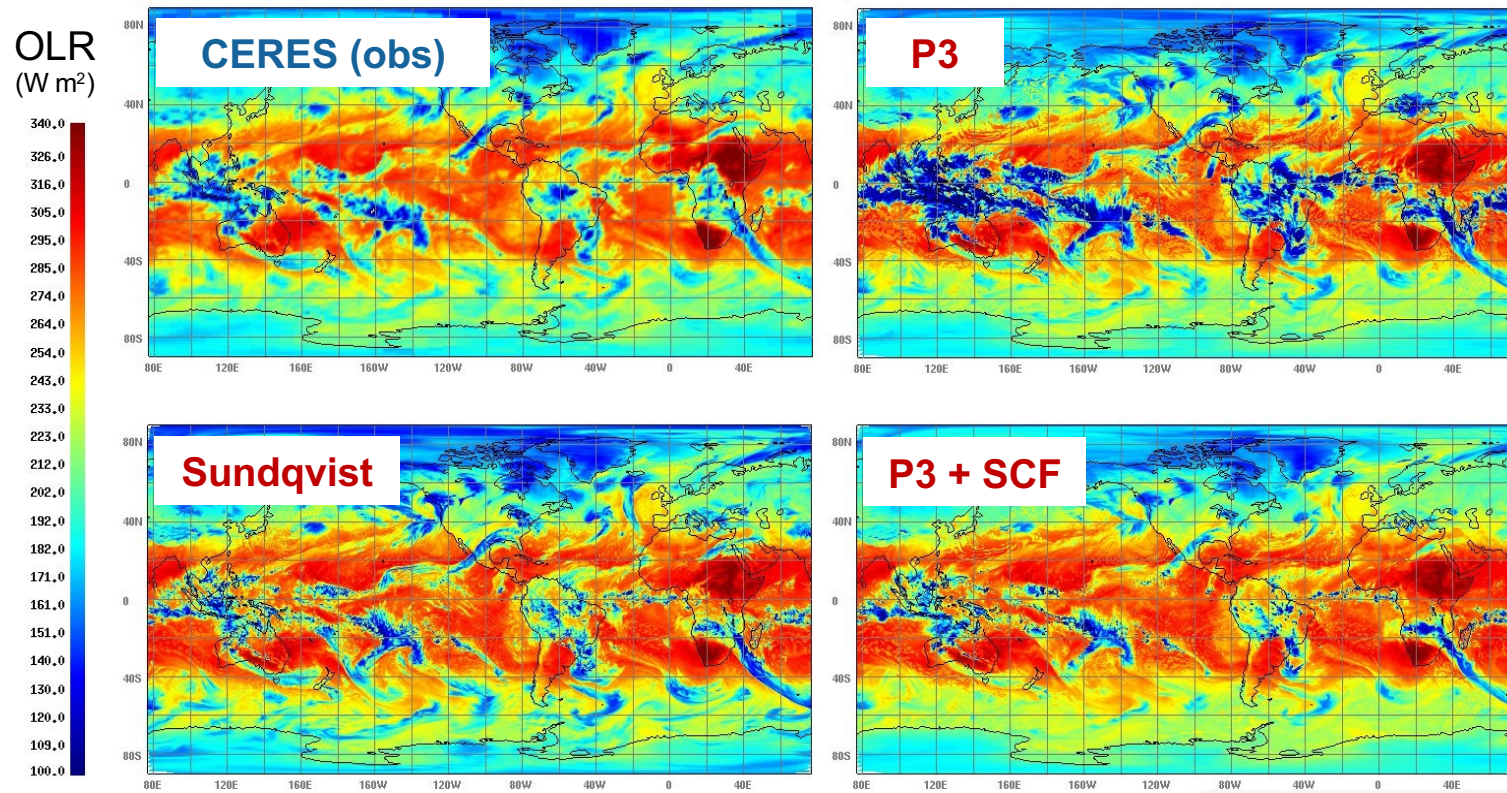 OLR
(W m²)
340.0
326.0
316.0
305.0
295.0
285.0
274.0
264.0
254.0
243.0
233.0
223.0
212.0
202.0
192.0
182.0
171.0
161.0
151.0
140.0
130.0
120.0
109.0
100.0
CERES (obs)
80N
40N
0
40S
80S
80E 120E 160E 160W 120W 80W 40W 0 40E
P3
80N
40N
0
40S
80S
80E 120E 160E 160W 120W 80W 40W 0 40E
Sundqvist
80N
40N
0
40S
80S
80E 120E 160E 160W 120W 80W 40W 0 40E
P3 + SCF
80N
40N
0
40S
80S
80E 120E 160E 160W 120W 80W 40W 0 40E